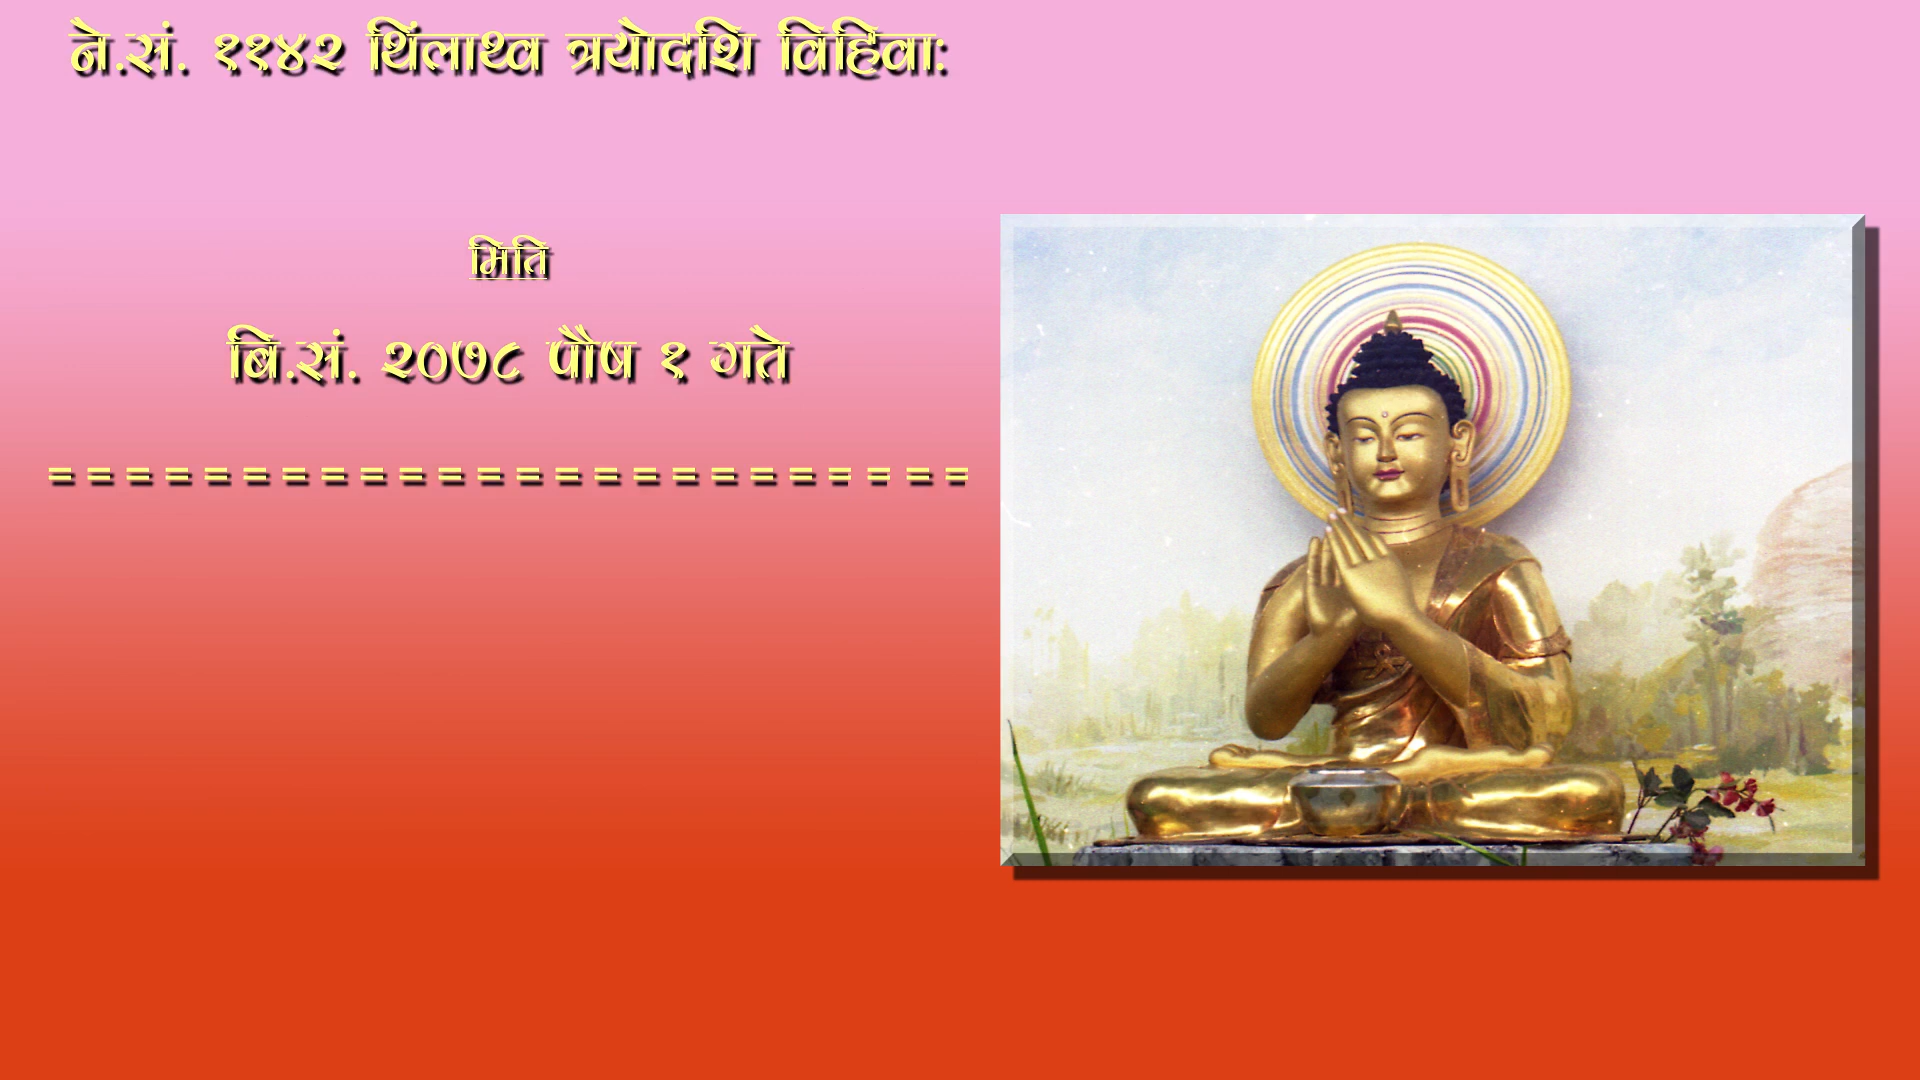 ने.सं. ११४२ थिंलाथ्व त्रयोदशि विहिवा:
मिति
बि.सं. २०७८ पौष १ गते
========================